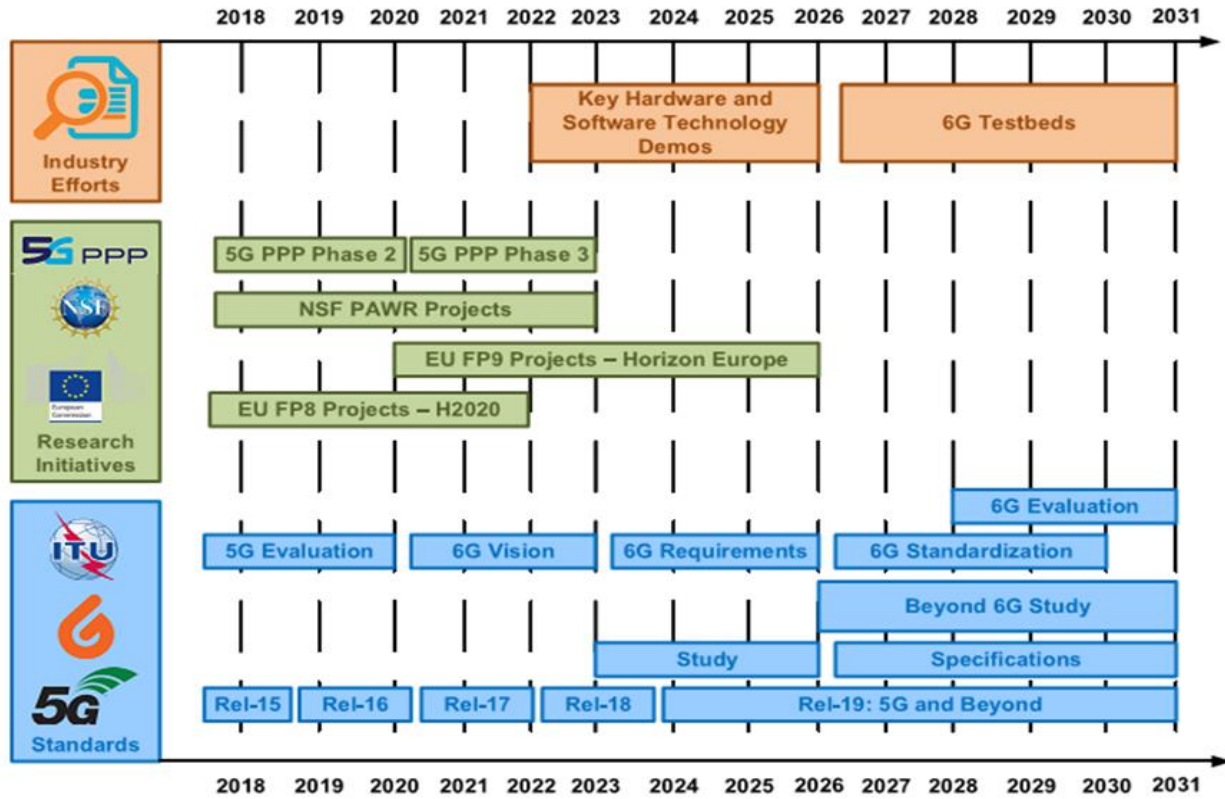 2018 2019 2020 2021 2022 2023 2024 2025 2026 2027 2028 2029 2030 2031
Industry
Efforts
Key Hardware and
Software Technology
Demos
6G Testbeds
5G PPP
NSF
European
Commission
Research
Initiatives
5G PPP Phase 2
5G PPP Phase 3
NSF PAWR Projects
EU FP9 Projects – Horizon Europe
EU FP8 Projects – H2020
ITU
6
5G
Standards
6G Evaluation
5G Evaluation
6G Vision
6G Requirements
6G Standardization
Beyond 6G Study
Study
Specifications
Rel-15
Rel-16
Rel-17
Rel-18
Rel-19: 5G and Beyond
2018 2019 2020 2021 2022 2023 2024 2025 2026 2027 2028 2029 2030 2031